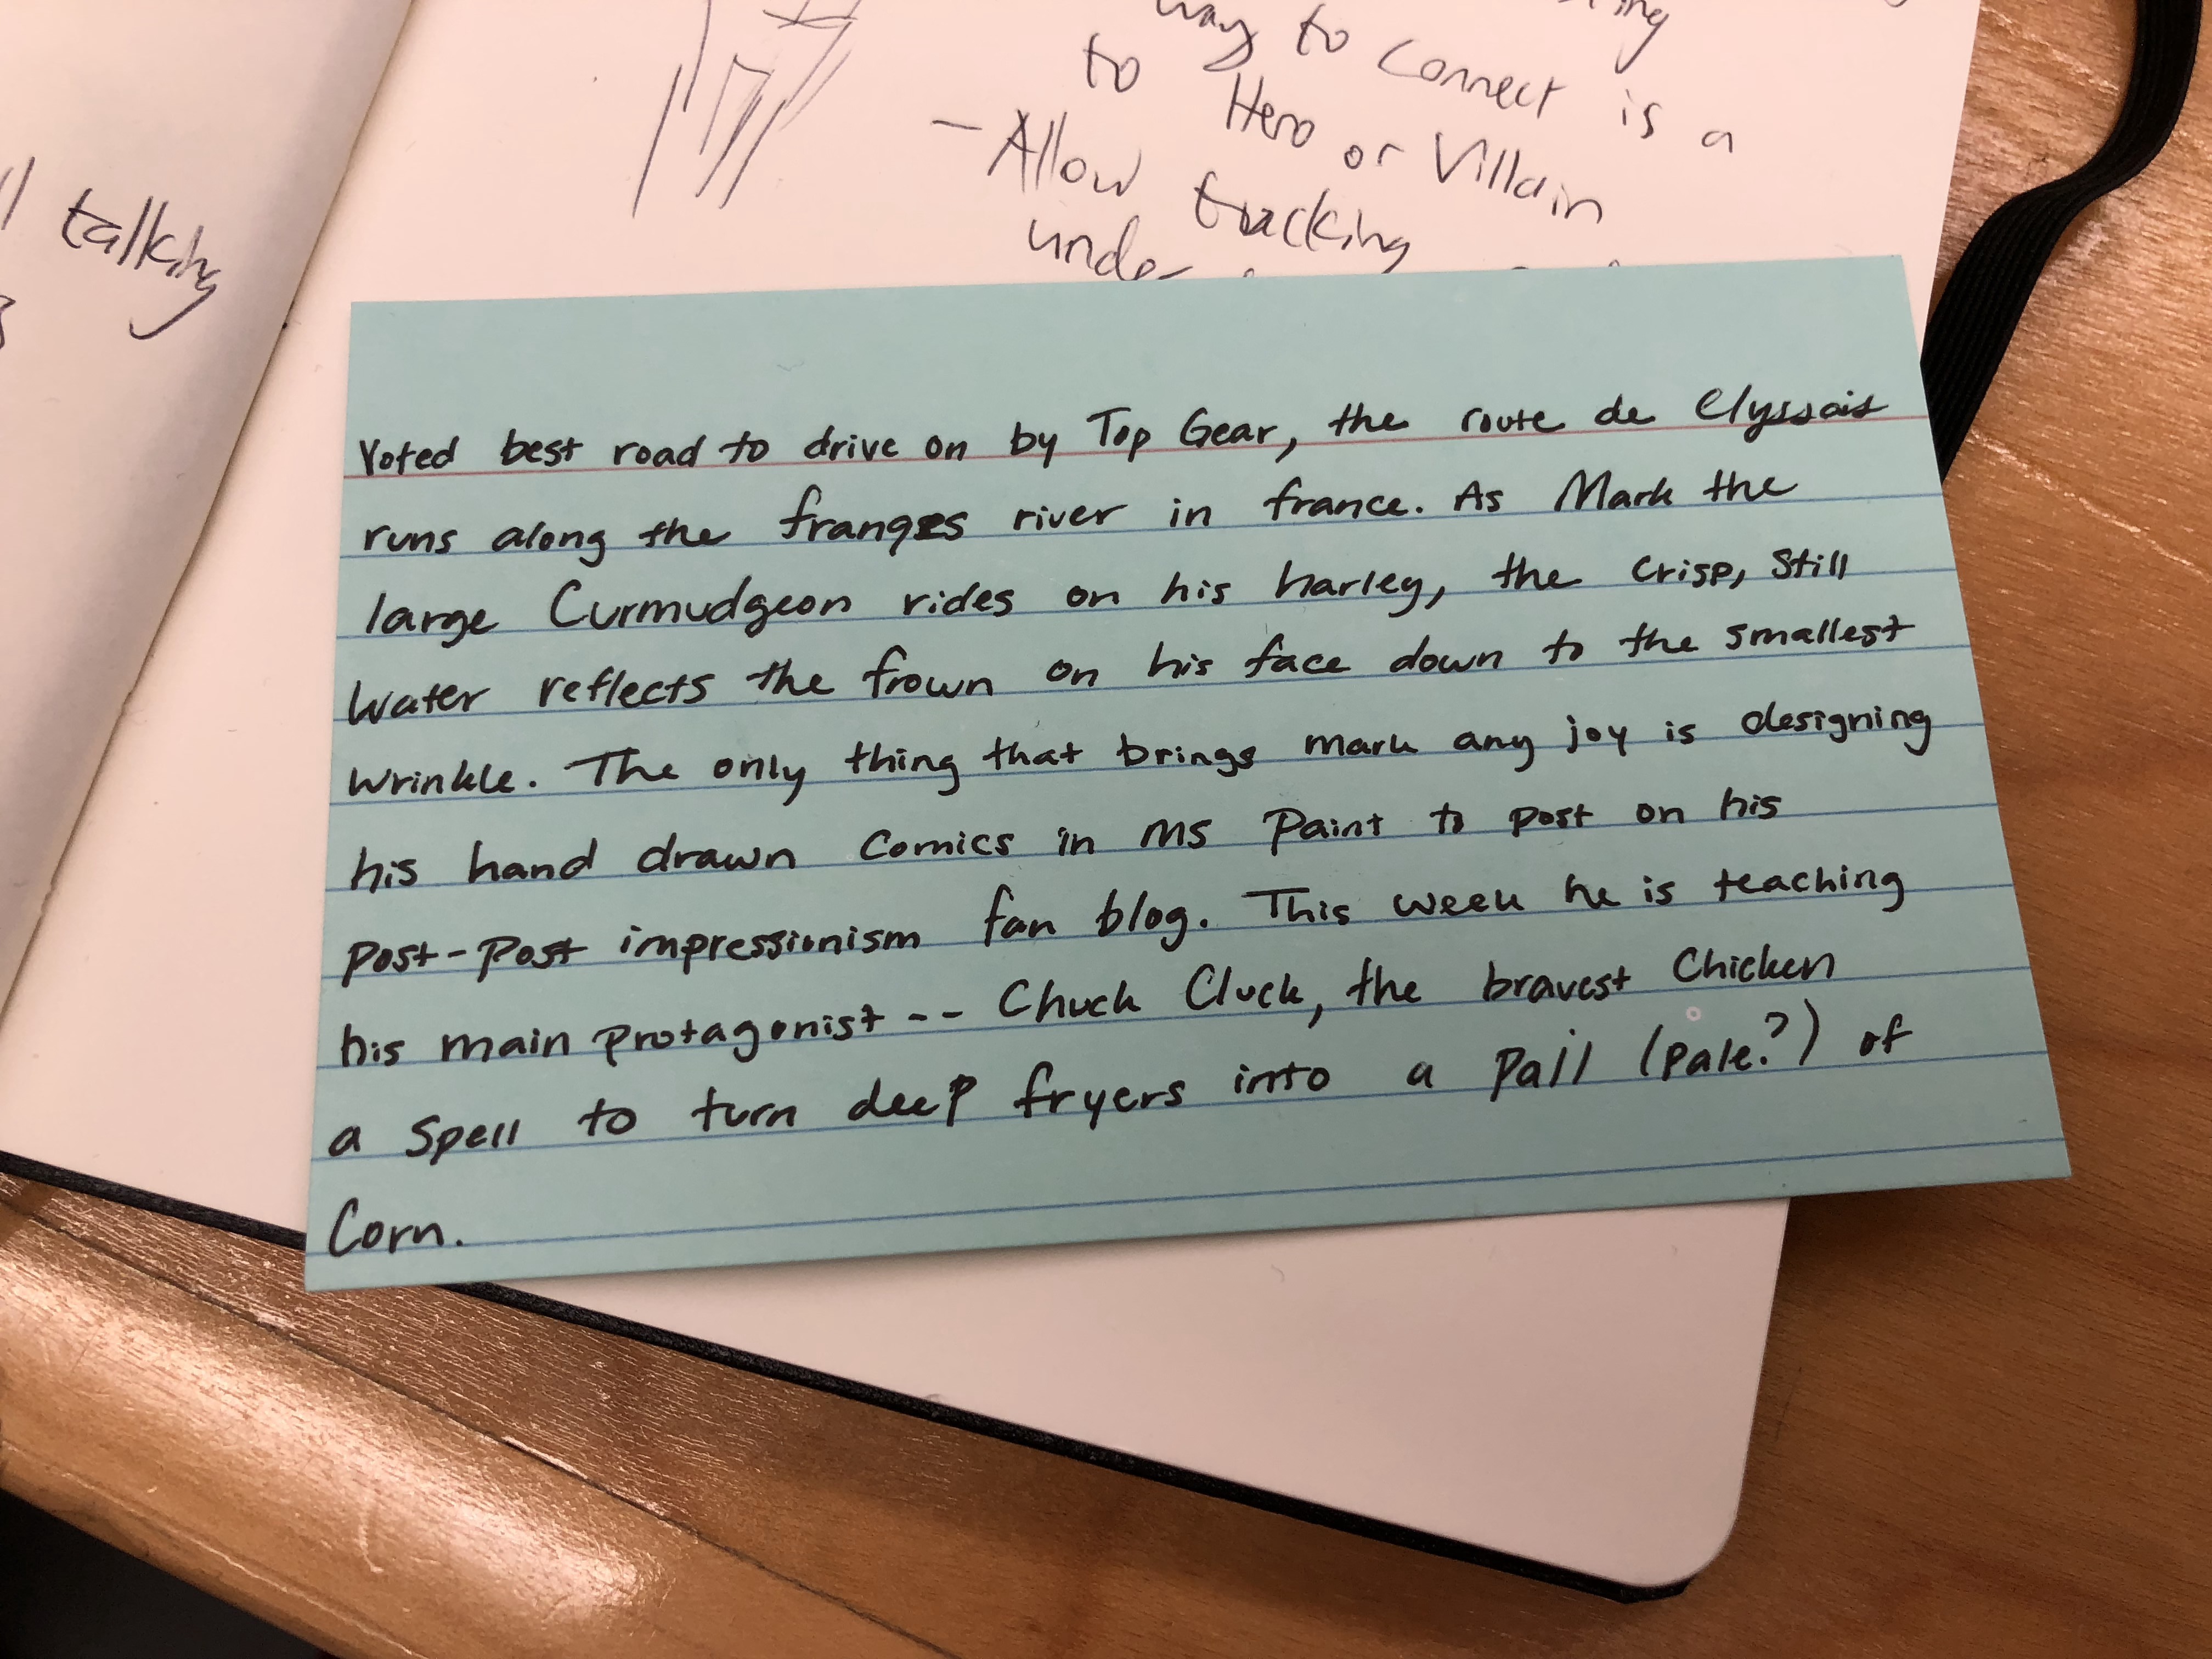 way to connect is a
to Hero or Villain
- Allow tracking
talking
Voted best road to drive on by Top Gear, the route de Elyssois
runs along the franges river in france. As Mark the
large Curmudgeon rides on his harley, the crisp, still
water reflects the frown on his face down to the smallest
wrinkle. The only thing that brings mark any joy is designing
his hand drawn comics in ms paint to post on his
post-post impressionism fan blog. This week he is teaching
his main protagonist -- Chuck Cluck, the bravest chicken
a spell to turn deep fryers into a pail (pale?) of
Corn.